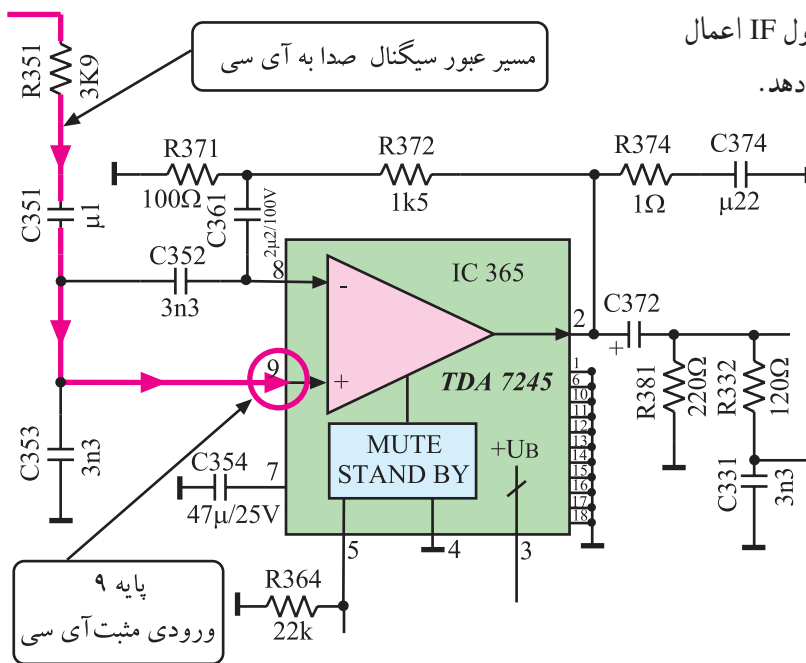 ول IF اعمال
دهد.
مسیر عبور سیگنال صدا به آی سی
R351
3K9
C351
µ1
R371
100Ω
C361
2µ2/100V
R372
1k5
R374
1Ω
C374
µ22
C352
3n3
8
IC 365
-
+
9
2
TDA 7245
C372
+
R381
220Ω
R332
120Ω
C331
3n3
1
6
10
11
12
13
14
15
16
17
18
C353
3n3
C354
47µ/25V
7
MUTE
STAND BY
+UB
5
4
3
R364
22k
پایه ۹
ورودی مثبت آی سی